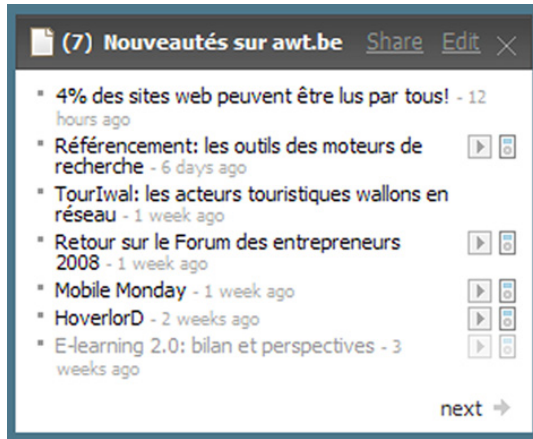 (7) Nouveautés sur awt.be Share Edit
4% des sites web peuvent être lus par tous! - 12
hours ago
Référencement: les outils des moteurs de
recherche - 6 days ago
TourIwal: les acteurs touristiques wallons en
réseau - 1 week ago
Retour sur le Forum des entrepreneurs
2008 - 1 week ago
Mobile Monday - 1 week ago
HoverlorD - 2 weeks ago
E-learning 2.0: bilan et perspectives - 3
weeks ago
next